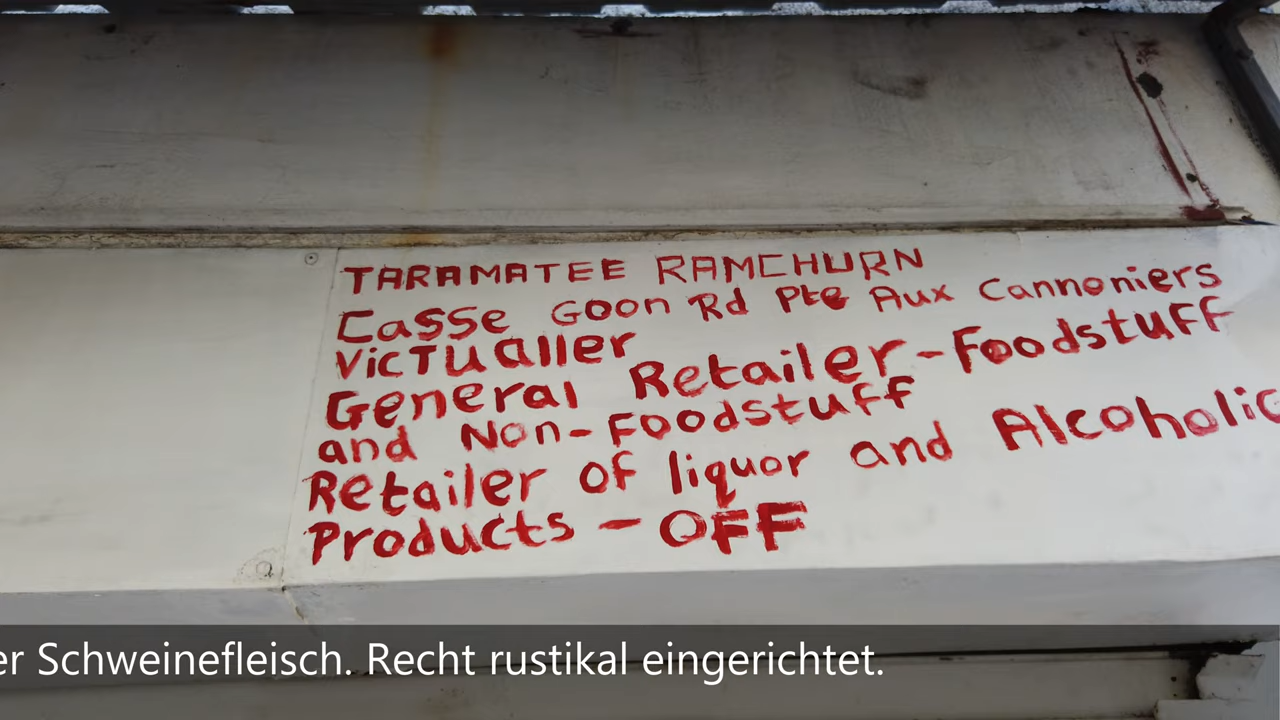 TARAMATEE RAMCHURN
Casse Goon Rd Pte Aux Cannoniers
Victualler
General Retailer-Foodstuff
and Non-Foodstuff
Retailer of liquor and Alcoholic
Products - OFF
er Schweinefleisch. Recht rustikal eingerichtet.